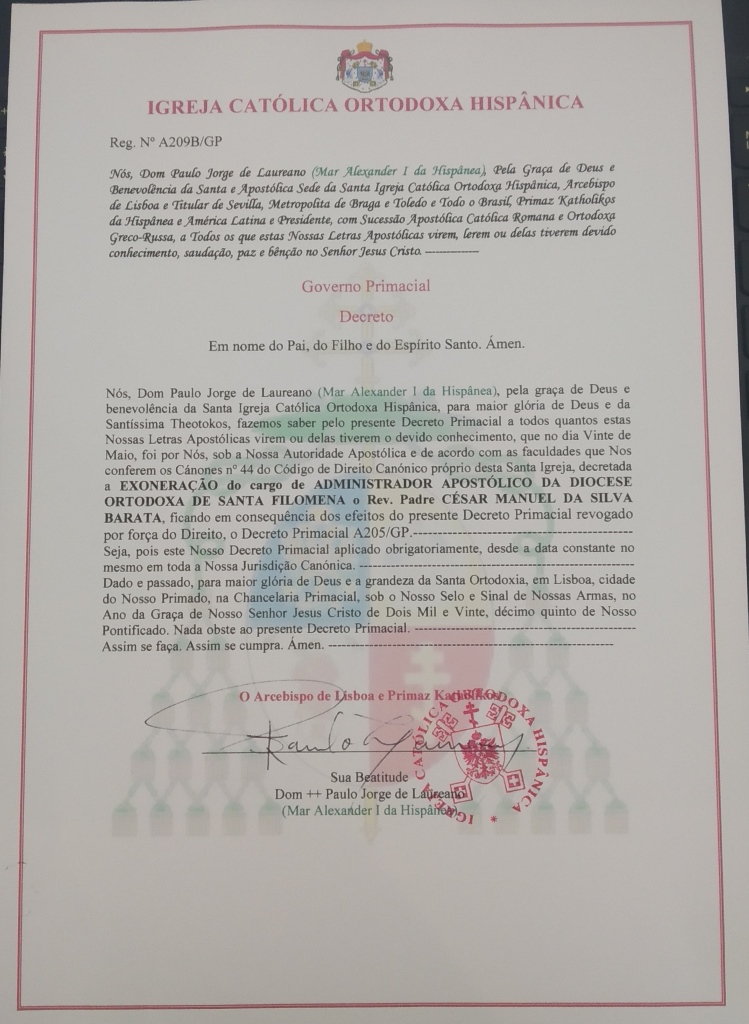 IGREJA CATÓLICA ORTODOXA HISPÂNICA
Reg. Nº A209B/GP
Nós, Dom Paulo Jorge de Laureano (Mar Alexander I da Hispânea), Pela Graça de Deus e
Benevolência da Santa e Apostólica Sede da Santa Igreja Católica Ortodoxa Hispânica, Arcebispo
de Lisboa e Titular de Sevilla, Metropolita de Braga e Toledo e Todo o Brasil, Primaz Katholikos
da Hispânea e América Latina e Presidente, com Sucessão Apostólica Católica Romana e Ortodoxa
Greco-Russa, a Todos os que estas Nossas Letras Apostólicas virem, lerem ou delas tiverem devido
conhecimento, saudação, paz e bênção no Senhor Jesus Cristo. ---------------
Governo Primacial
Decreto
Em nome do Pai, do Filho e do Espírito Santo. Ámen.
Nós, Dom Paulo Jorge de Laureano (Mar Alexander I da Hispânea), pela graça de Deus e
benevolência da Santa Igreja Católica Ortodoxa Hispânica, para maior glória de Deus e da
Santíssima Theotokos, fazemos saber pelo presente Decreto Primacial a todos quantos estas
Nossas Letras Apostólicas virem ou delas tiverem o devido conhecimento, que no dia Vinte de
Maio, foi por Nós, sob a Nossa Autoridade Apostólica e de acordo com as faculdades que Nos
conferem os Cánones nº 44 do Código de Direito Canónico próprio desta Santa Igreja, decretada
a EXONERAÇÃO do cargo de ADMINISTRADOR APOSTÓLICO DA DIOCESE
ORTODOXA DE SANTA FILOMENA o Rev. Padre CÉSAR MANUEL DA SILVA
BARATA, ficando em consequência dos efeitos do presente Decreto Primacial revogado
por força do Direito, o Decreto Primacial A205/GP.----------------------------------------
Seja, pois este Nosso Decreto Primacial aplicado obrigatoriamente, desde a data constante no
mesmo em toda a Nossa Jurisdição Canónica. --------------------------------------------------
Dado e passado, para maior glória de Deus e a grandeza da Santa Ortodoxia, em Lisboa, cidade
do Nosso Primado, na Chancelaria Primacial, sob o Nosso Selo e Sinal de Nossas Armas, no
Ano da Graça de Nosso Senhor Jesus Cristo de Dois Mil e Vinte, décimo quinto de Nosso
Pontificado. Nada obste ao presente Decreto Primacial. ----------------------------------------
Assim se faça. Assim se cumpra. Ámen. ----------------------------------------------------
O Arcebispo de Lisboa e Primaz Katholikos
Paulo Laureano
Sua Beatitude
Dom ++ Paulo Jorge de Laureano
(Mar Alexander I da Hispânea)
IGREJA CATÓLICA ORTODOXA HISPÂNICA *